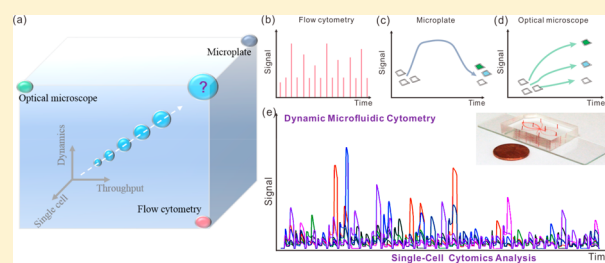 (a)
Microplate
Optical microscope
?
Dynamics
Throughput
Single cell
Flow cytometry
(b)
Flow cytometry
Signal
Time
(c)
Microplate
Signal
Time
(d)
Optical microscope
Signal
Time
(e)
Dynamic Microfluidic Cytometry
Signal
Single-Cell Cytomics Analysis
Time